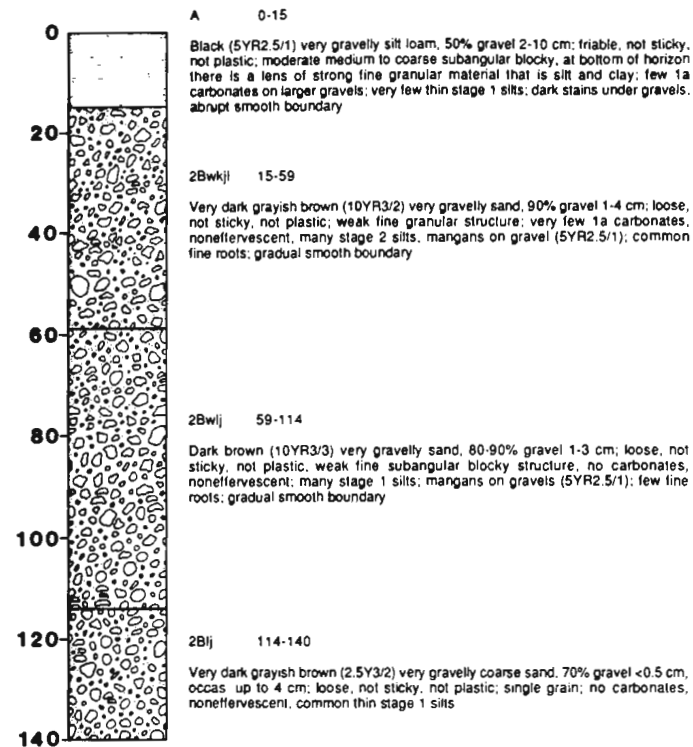 0
20
40
60
80
100
120
140
A 0-15
Black (5YR2.5/1) very gravelly silt loam, 50% gravel 2-10 cm; friable, not sticky,
not plastic; moderate medium to coarse subangular blocky, at bottom of horizon
there is a lens of strong fine granular material that is silt and clay; few 1a
carbonates on larger gravels; very few thin stage 1 silts; dark stains under gravels.
abrupt smooth boundary
2Bwkjl 15-59
Very dark grayish brown (10YR3/2) very gravelly sand, 90% gravel 1-4 cm; loose,
not sticky, not plastic; weak fine granular structure; very few 1a carbonates,
noneffervescent, many stage 2 silts, mangans on gravel (5YR2.5/1); common
fine roots; gradual smooth boundary
2Bwlj 59-114
Dark brown (10YR3/3) very gravelly sand, 80-90% gravel 1-3 cm; loose, not
sticky, not plastic, weak fine subangular blocky structure, no carbonates,
noneffervescent; many stage 1 silts; mangans on gravels (5YR2.5/1); few fine
roots; gradual smooth boundary
2Blj 114-140
Very dark grayish brown (2.5Y3/2) very gravelly coarse sand, 70% gravel <0.5 cm,
occas up to 4 cm; loose, not sticky, not plastic; single grain; no carbonates,
noneffervescent, common thin stage 1 silts